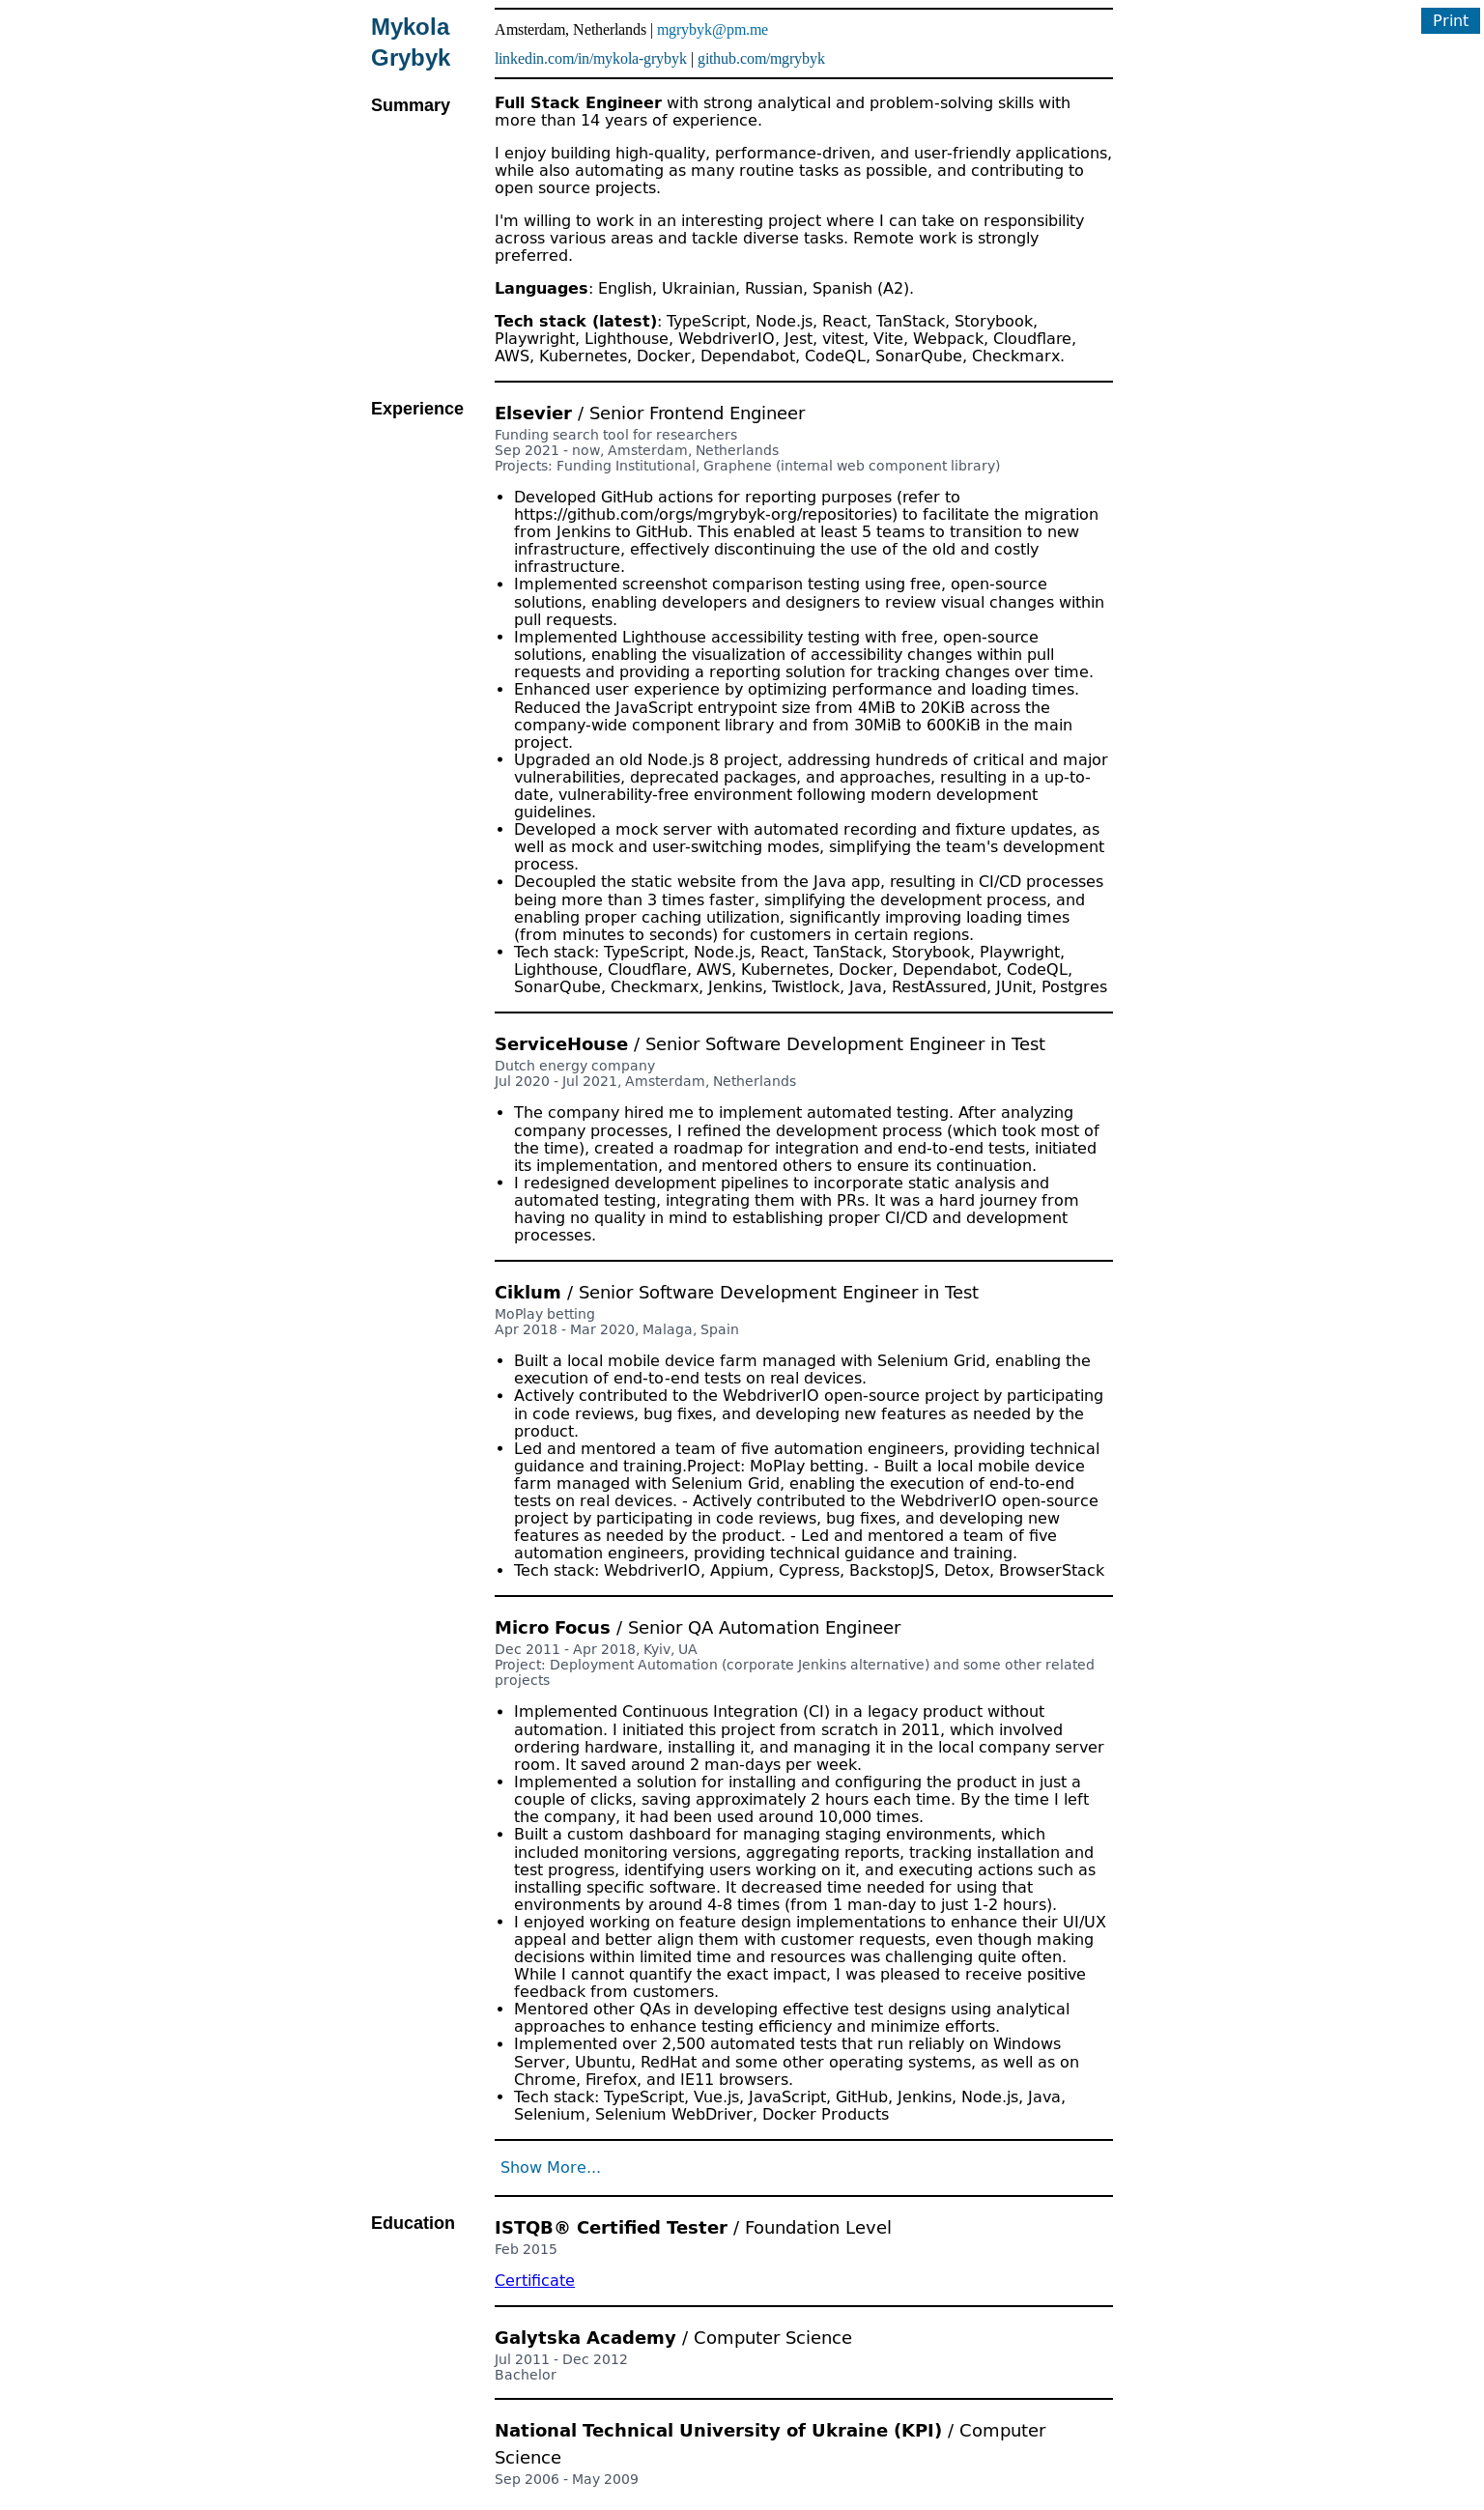 Print
Mykola
Grybyk
Amsterdam, Netherlands | mgrybyk@pm.me
linkedin.com/in/mykola-grybyk | github.com/mgrybyk
Summary
Full Stack Engineer with strong analytical and problem-solving skills with
more than 14 years of experience.
I enjoy building high-quality, performance-driven, and user-friendly applications,
while also automating as many routine tasks as possible, and contributing to
open source projects.
I'm willing to work in an interesting project where I can take on responsibility
across various areas and tackle diverse tasks. Remote work is strongly
preferred.
Languages: English, Ukrainian, Russian, Spanish (A2).
Tech stack (latest): TypeScript, Node.js, React, TanStack, Storybook,
Playwright, Lighthouse, WebdriverIO, Jest, vitest, Vite, Webpack, Cloudflare,
AWS, Kubernetes, Docker, Dependabot, CodeQL, SonarQube, Checkmarx.
Experience
Elsevier / Senior Frontend Engineer
Funding search tool for researchers
Sep 2021 - now, Amsterdam, Netherlands
Projects: Funding Institutional, Graphene (internal web component library)
• Developed GitHub actions for reporting purposes (refer to
https://github.com/orgs/mgrybyk-org/repositories) to facilitate the migration
from Jenkins to GitHub. This enabled at least 5 teams to transition to new
infrastructure, effectively discontinuing the use of the old and costly
infrastructure.
• Implemented screenshot comparison testing using free, open-source
solutions, enabling developers and designers to review visual changes within
pull requests.
• Implemented Lighthouse accessibility testing with free, open-source
solutions, enabling the visualization of accessibility changes within pull
requests and providing a reporting solution for tracking changes over time.
• Enhanced user experience by optimizing performance and loading times.
Reduced the JavaScript entrypoint size from 4MiB to 20KiB across the
company-wide component library and from 30MiB to 600KiB in the main
project.
• Upgraded an old Node.js 8 project, addressing hundreds of critical and major
vulnerabilities, deprecated packages, and approaches, resulting in a up-to-
date, vulnerability-free environment following modern development
guidelines.
• Developed a mock server with automated recording and fixture updates, as
well as mock and user-switching modes, simplifying the team's development
process.
• Decoupled the static website from the Java app, resulting in CI/CD processes
being more than 3 times faster, simplifying the development process, and
enabling proper caching utilization, significantly improving loading times
(from minutes to seconds) for customers in certain regions.
• Tech stack: TypeScript, Node.js, React, TanStack, Storybook, Playwright,
Lighthouse, Cloudflare, AWS, Kubernetes, Docker, Dependabot, CodeQL,
SonarQube, Checkmarx, Jenkins, Twistlock, Java, RestAssured, JUnit, Postgres
ServiceHouse / Senior Software Development Engineer in Test
Dutch energy company
Jul 2020 - Jul 2021, Amsterdam, Netherlands
• The company hired me to implement automated testing. After analyzing
company processes, I refined the development process (which took most of
the time), created a roadmap for integration and end-to-end tests, initiated
its implementation, and mentored others to ensure its continuation.
• I redesigned development pipelines to incorporate static analysis and
automated testing, integrating them with PRs. It was a hard journey from
having no quality in mind to establishing proper CI/CD and development
processes.
Ciklum / Senior Software Development Engineer in Test
MoPlay betting
Apr 2018 - Mar 2020, Malaga, Spain
• Built a local mobile device farm managed with Selenium Grid, enabling the
execution of end-to-end tests on real devices.
• Actively contributed to the WebdriverIO open-source project by participating
in code reviews, bug fixes, and developing new features as needed by the
product.
• Led and mentored a team of five automation engineers, providing technical
guidance and training.Project: MoPlay betting. - Built a local mobile device
farm managed with Selenium Grid, enabling the execution of end-to-end
tests on real devices. - Actively contributed to the WebdriverIO open-source
project by participating in code reviews, bug fixes, and developing new
features as needed by the product. - Led and mentored a team of five
automation engineers, providing technical guidance and training.
• Tech stack: WebdriverIO, Appium, Cypress, BackstopJS, Detox, BrowserStack
Micro Focus / Senior QA Automation Engineer
Dec 2011 - Apr 2018, Kyiv, UA
Project: Deployment Automation (corporate Jenkins alternative) and some other related
projects
• Implemented Continuous Integration (CI) in a legacy product without
automation. I initiated this project from scratch in 2011, which involved
ordering hardware, installing it, and managing it in the local company server
room. It saved around 2 man-days per week.
• Implemented a solution for installing and configuring the product in just a
couple of clicks, saving approximately 2 hours each time. By the time I left
the company, it had been used around 10,000 times.
• Built a custom dashboard for managing staging environments, which
included monitoring versions, aggregating reports, tracking installation and
test progress, identifying users working on it, and executing actions such as
installing specific software. It decreased time needed for using that
environments by around 4-8 times (from 1 man-day to just 1-2 hours).
• I enjoyed working on feature design implementations to enhance their UI/UX
appeal and better align them with customer requests, even though making
decisions within limited time and resources was challenging quite often.
While I cannot quantify the exact impact, I was pleased to receive positive
feedback from customers.
• Mentored other QAs in developing effective test designs using analytical
approaches to enhance testing efficiency and minimize efforts.
• Implemented over 2,500 automated tests that run reliably on Windows
Server, Ubuntu, RedHat and some other operating systems, as well as on
Chrome, Firefox, and IE11 browsers.
• Tech stack: TypeScript, Vue.js, JavaScript, GitHub, Jenkins, Node.js, Java,
Selenium, Selenium WebDriver, Docker Products
Show More...
Education
ISTQB® Certified Tester / Foundation Level
Feb 2015
Certificate
Galytska Academy / Computer Science
Jul 2011 - Dec 2012
Bachelor
National Technical University of Ukraine (KPI) / Computer
Science
Sep 2006 - May 2009